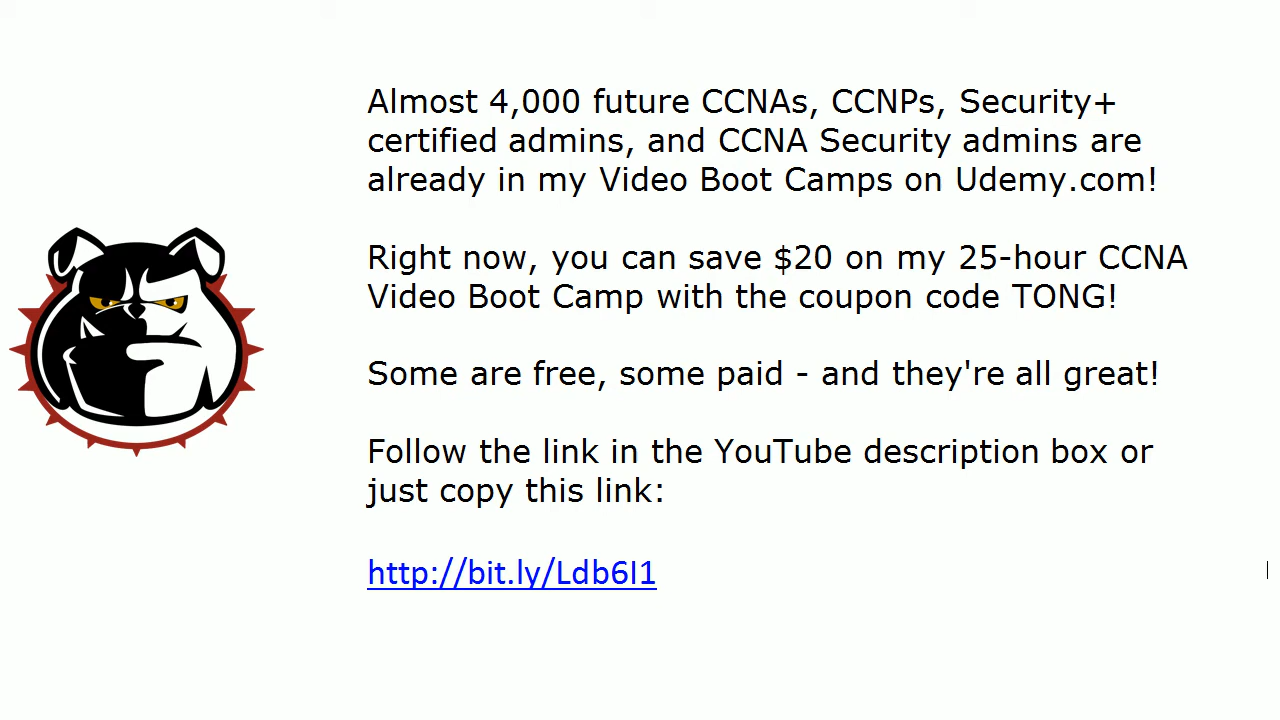 Almost 4,000 future CCNAs, CCNPs, Security+
certified admins, and CCNA Security admins are
already in my Video Boot Camps on Udemy.com!
Right now, you can save $20 on my 25-hour CCNA
Video Boot Camp with the coupon code TONG!
Some are free, some paid - and they're all great!
Follow the link in the YouTube description box or
just copy this link:
http://bit.ly/Ldb6I1